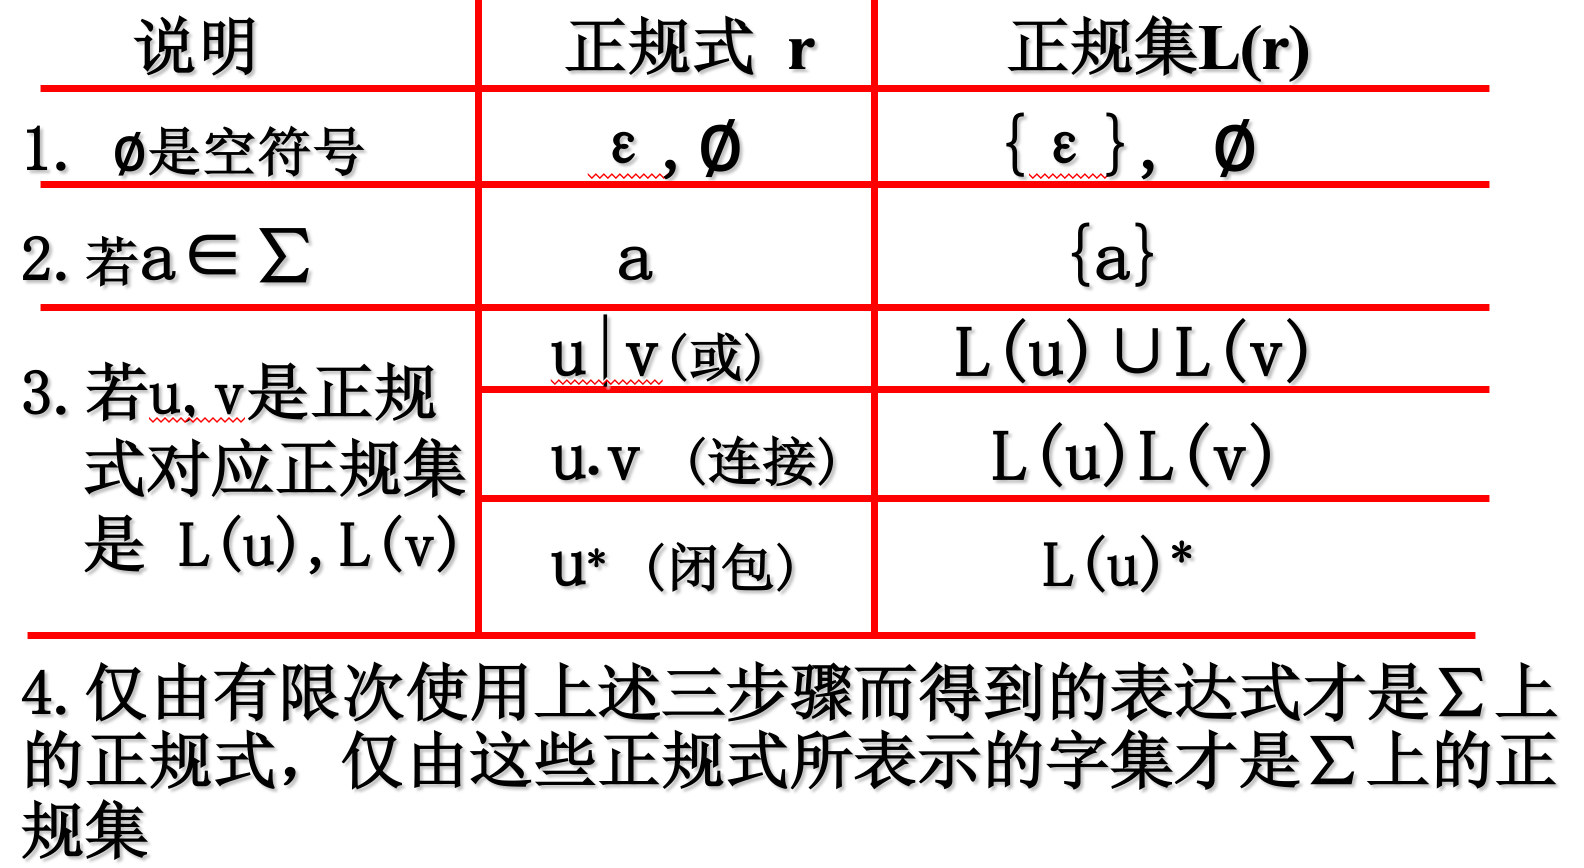 说明 正规式 r 正规集L(r)
1. ∅是空符号 ε,∅ {ε}, ∅
2.若a∈∑ a {a}
u|v(或) L(u)∪L(v)
3.若u,v是正规
式对应正规集 u.v (连接) L(u)L(v)
是 L(u),L(v) u* (闭包) L(u)*
4.仅由有限次使用上述三步骤而得到的表达式才是∑上
的正规式，仅由这些正规式所表示的字集才是∑上的正
规集